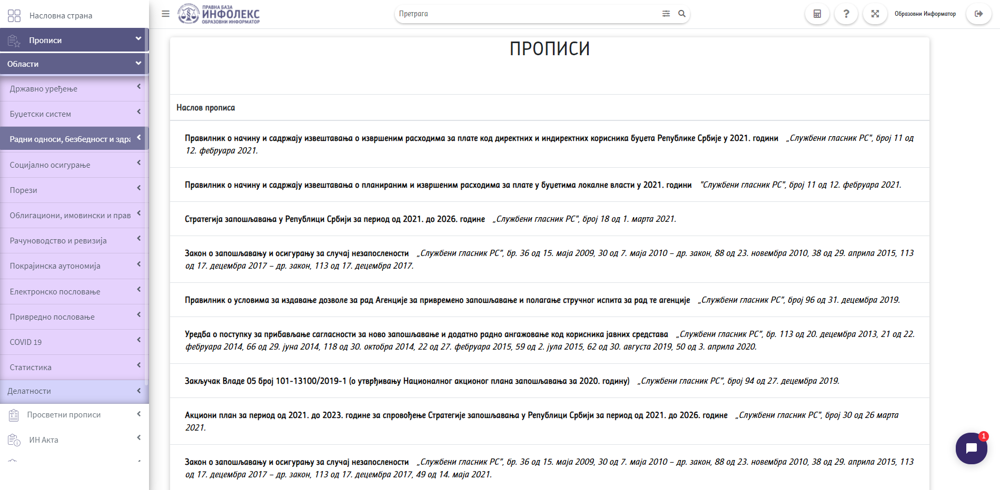 Насловна страна
Прописи
Области
Државно уређење
Буџетски систем
Радни односи, безбедност и здра
Социјално осигурање
Порези
Облигациони, имовински и прав
Рачуноводство и ревизија
Покрајинска аутономија
Електронско пословање
Привредно пословање
COVID 19
Статистика
Делатности
Просветни прописи
ИН Акта
ПРАВНА БАЗА
ИНФОЛЕКС
ОБРАЗОВНИ ИНФОРМАТОР
Претрага
Образовни Информатор
ПРОПИСИ
Наслов прописа
Правилник о начину и садржају извештавања о извршеним расходима за плате код директних и индиректних корисника буџета Републике Србије у 2021. години „Службени гласник РС", број 11 од
12. фебруара 2021.
Правилник о начину и садржају извештавања о планираним и извршеним расходима за плате у буџетима локалне власти у 2021. години "Службени гласник РС", број 11 од 12. фебруара 2021.
Стратегија запошљавања у Републици Србији за период од 2021. до 2026. године „Службени гласник РС", број 18 од 1. марта 2021.
Закон о запошљавању и осигурању за случај незапослености „Службени гласник РС”, бр. 36 од 15. маја 2009, 30 од 7. маја 2010 – др. закон, 88 од 23. новембра 2010, 38 од 29. априла 2015, 113
од 17. децембра 2017 – др. закон, 113 од 17. децембра 2017.
Правилник о условима за издавање дозволе за рад Агенције за привремено запошљавање и полагање стручног испита за рад те агенције „Службени гласник РС”, број 96 од 31. децембра 2019.
Уредба о поступку за прибављање сагласности за ново запошљавање и додатно радно ангажовање код корисника јавних средстава „Службени гласник РС”, бр. 113 од 20. децембра 2013, 21 од 22.
фебруара 2014, 66 од 29. јуна 2014, 118 од 30. октобра 2014, 22 од 27. фебруара 2015, 59 од 2. јула 2015, 62 од 30. августа 2019, 50 од 3. априла 2020.
Закључак Владе 05 број 101-13100/2019-1 (о утврђивању Националног акционог плана запошљавања за 2020. годину) „Службени гласник РС”, број 94 од 27. децембра 2019.
Акциони план за период од 2021. до 2023. године за спровођење Стратегије запошљавања у Републици Србији за период од 2021. до 2026. године „Службени гласник РС", број 30 од 26 марта
2021.
Закон о запошљавању и осигурању за случај незапослености „Службени гласник РС”, бр. 36 од 15. маја 2009, 30 од 7. маја 2010 – др. закон, 88 од 23. новембра 2010, 38 од 29. априла 2015, 113
од 17. децембра 2017 – др. закон, 113 од 17. децембра 2017, 49 од 14. маја 2021.
1